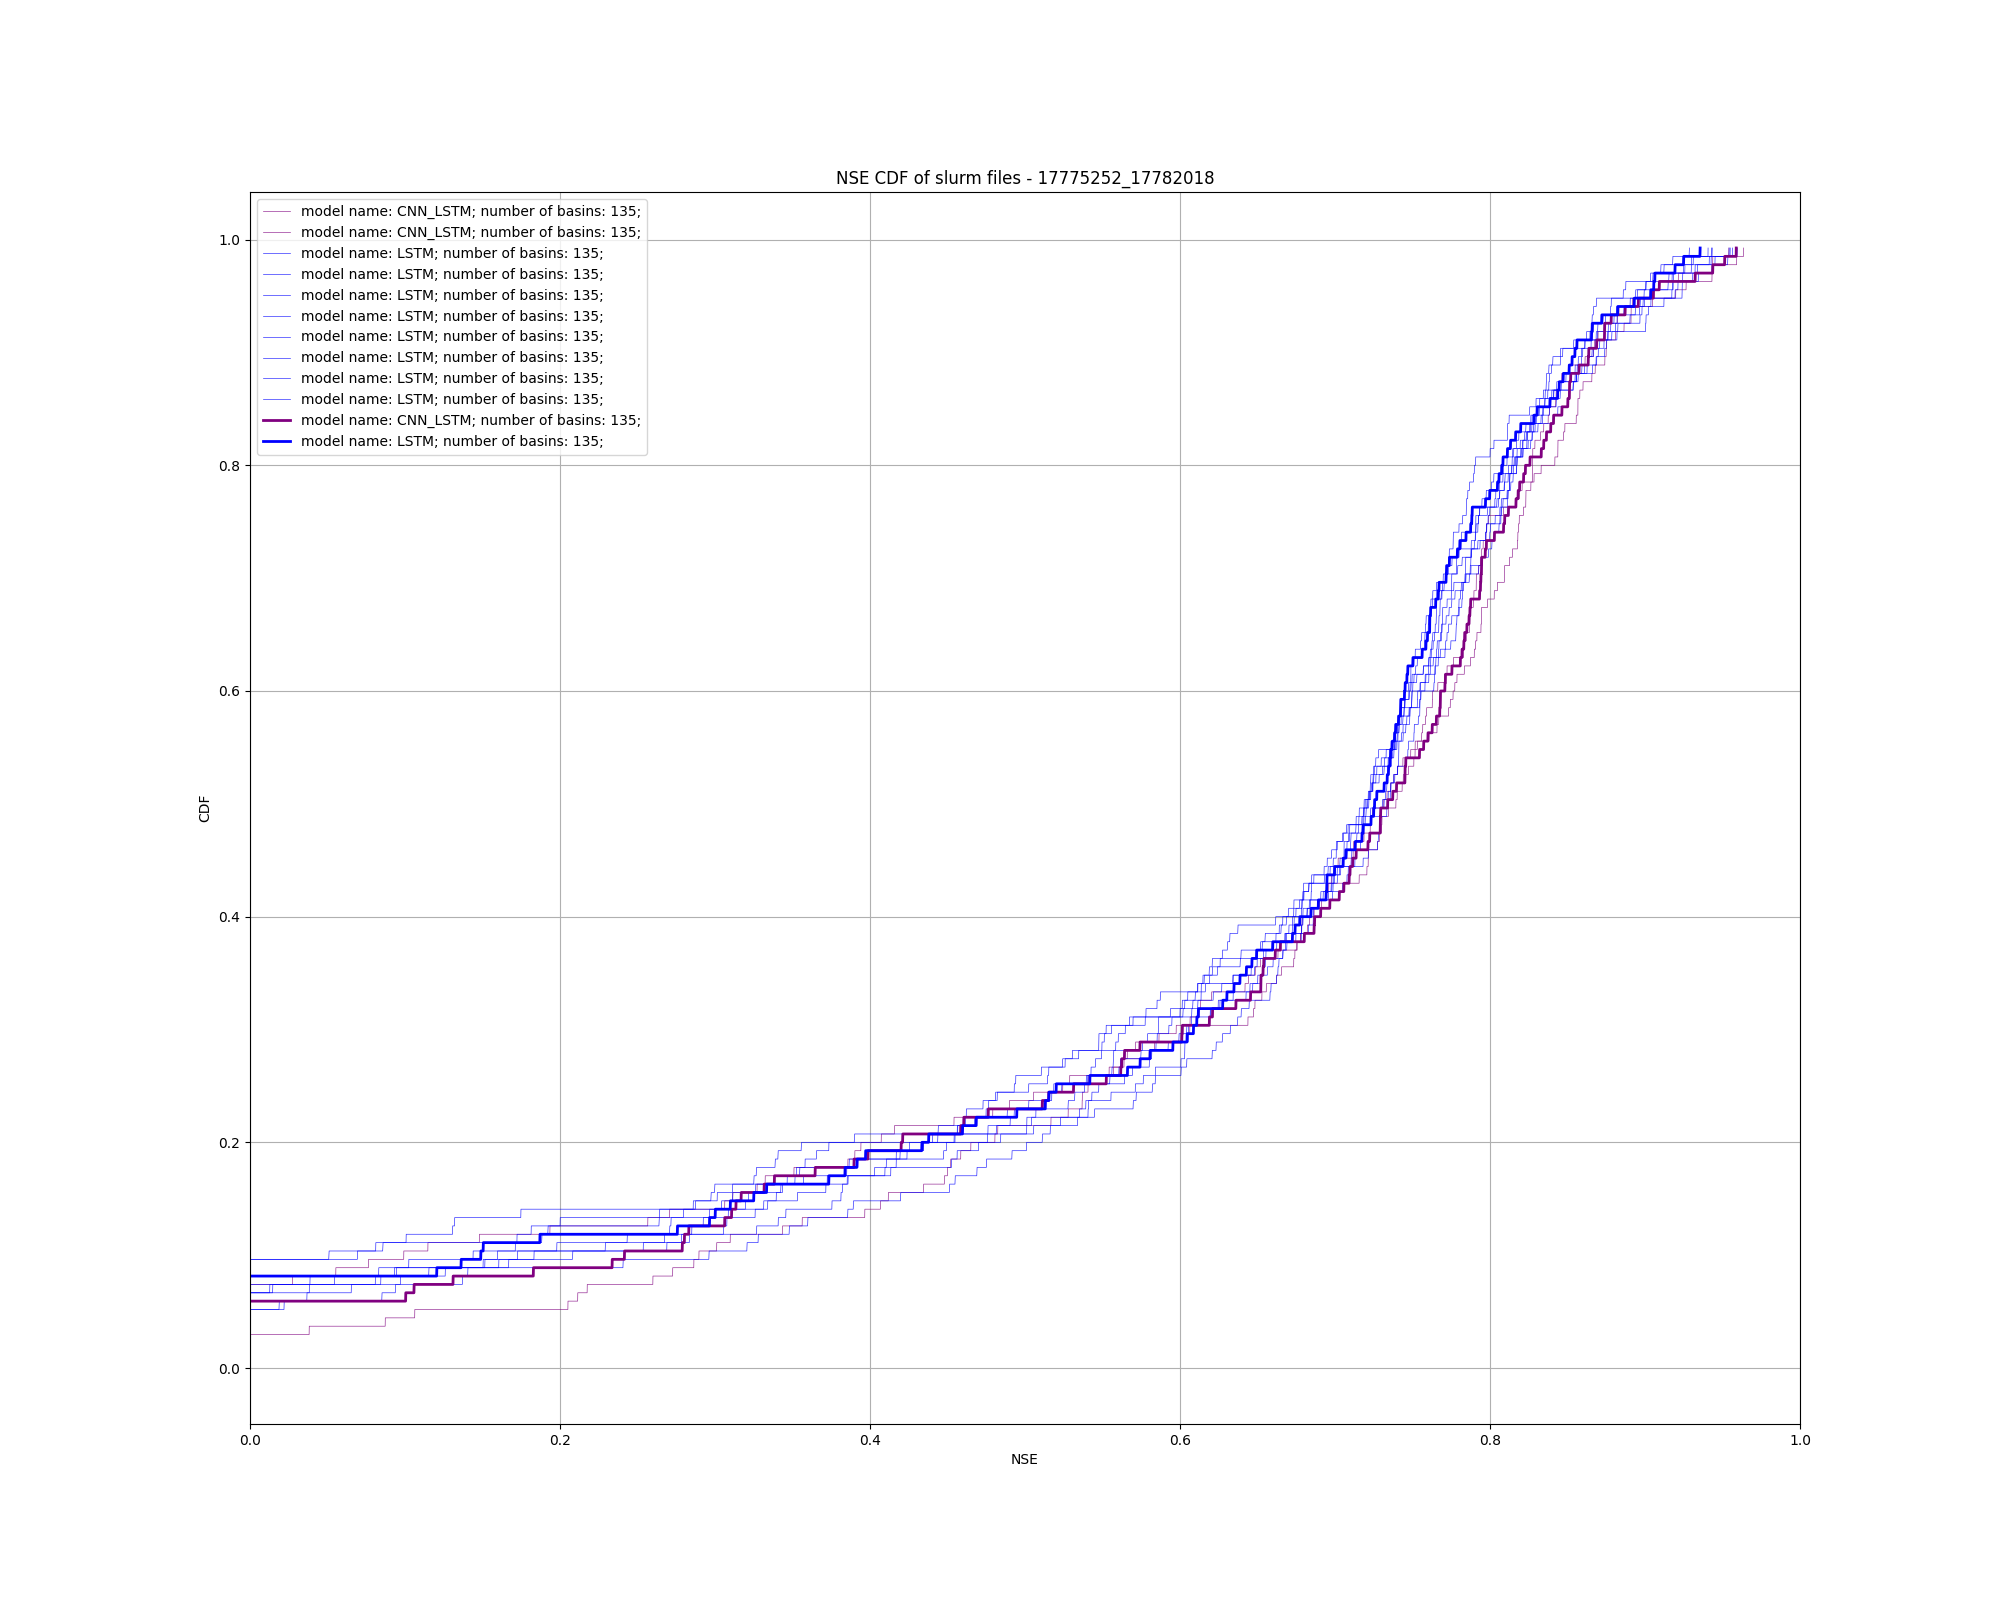 NSE CDF of slurm files - 17775252_17782018
model name: CNN_LSTM; number of basins: 135;
model name: CNN_LSTM; number of basins: 135;
model name: LSTM; number of basins: 135;
model name: LSTM; number of basins: 135;
model name: LSTM; number of basins: 135;
model name: LSTM; number of basins: 135;
model name: LSTM; number of basins: 135;
model name: LSTM; number of basins: 135;
model name: LSTM; number of basins: 135;
model name: LSTM; number of basins: 135;
model name: CNN_LSTM; number of basins: 135;
model name: LSTM; number of basins: 135;
1.0
0.8
0.6
0.4
0.2
0.0
CDF
0.0 0.2 0.4 0.6 0.8 1.0
NSE